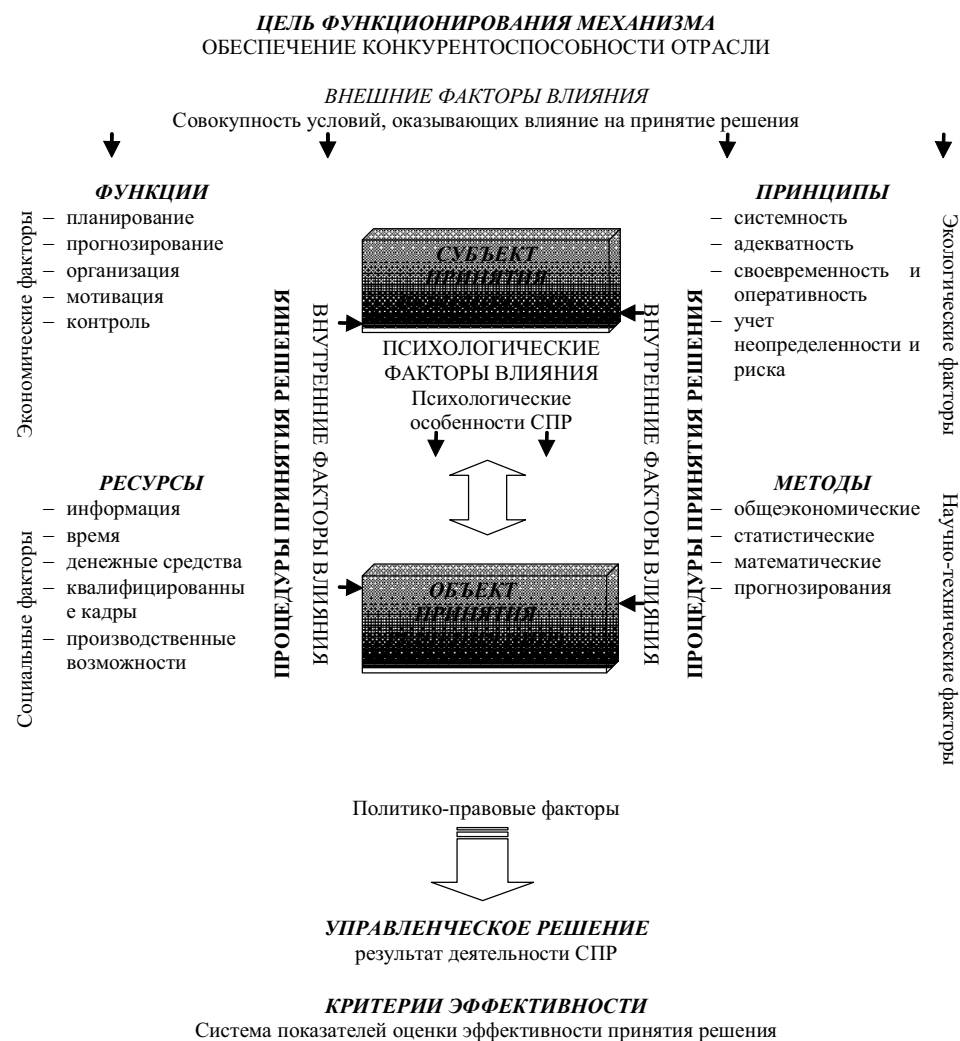 ЦЕЛЬ ФУНКЦИОНИРОВАНИЯ МЕХАНИЗМА
ОБЕСПЕЧЕНИЕ КОНКУРЕНТОСПОСОБНОСТИ ОТРАСЛИ
ВНЕШНИЕ ФАКТОРЫ ВЛИЯНИЯ
Совокупность условий, оказывающих влияние на принятие решения
Экономические факторы
Социальные факторы
ФУНКЦИИ
– планирование
– прогнозирование
– организация
– мотивация
– контроль
РЕСУРСЫ
– информация
– время
– денежные средства
– квалифицированны
е кадры
– производственные
возможности
ПРОЦЕДУРЫ ПРИНЯТИЯ РЕШЕНИЯ
ВНУТРЕННИЕ ФАКТОРЫ ВЛИЯНИЯ
СУБЪЕКТ
ПРИНЯТИЯ
ПСИХОЛОГИЧЕСКИЕ
ФАКТОРЫ ВЛИЯНИЯ
Психологические
особенности СПР
ОБЪЕКТ
ПРИНЯТИЯ
ВНУТРЕННИЕ ФАКТОРЫ ВЛИЯНИЯ
ПРОЦЕДУРЫ ПРИНЯТИЯ РЕШЕНИЯ
ПРИНЦИПЫ
– системность
– адекватность
– своевременность и
оперативность
– учет
неопределенности и
риска
МЕТОДЫ
– общеэкономические
– статистические
– математические
– прогнозирования
Экологические факторы
Научно-технические факторы
Политико-правовые факторы
УПРАВЛЕНЧЕСКОЕ РЕШЕНИЕ
результат деятельности СПР
КРИТЕРИИ ЭФФЕКТИВНОСТИ
Система показателей оценки эффективности принятия решения